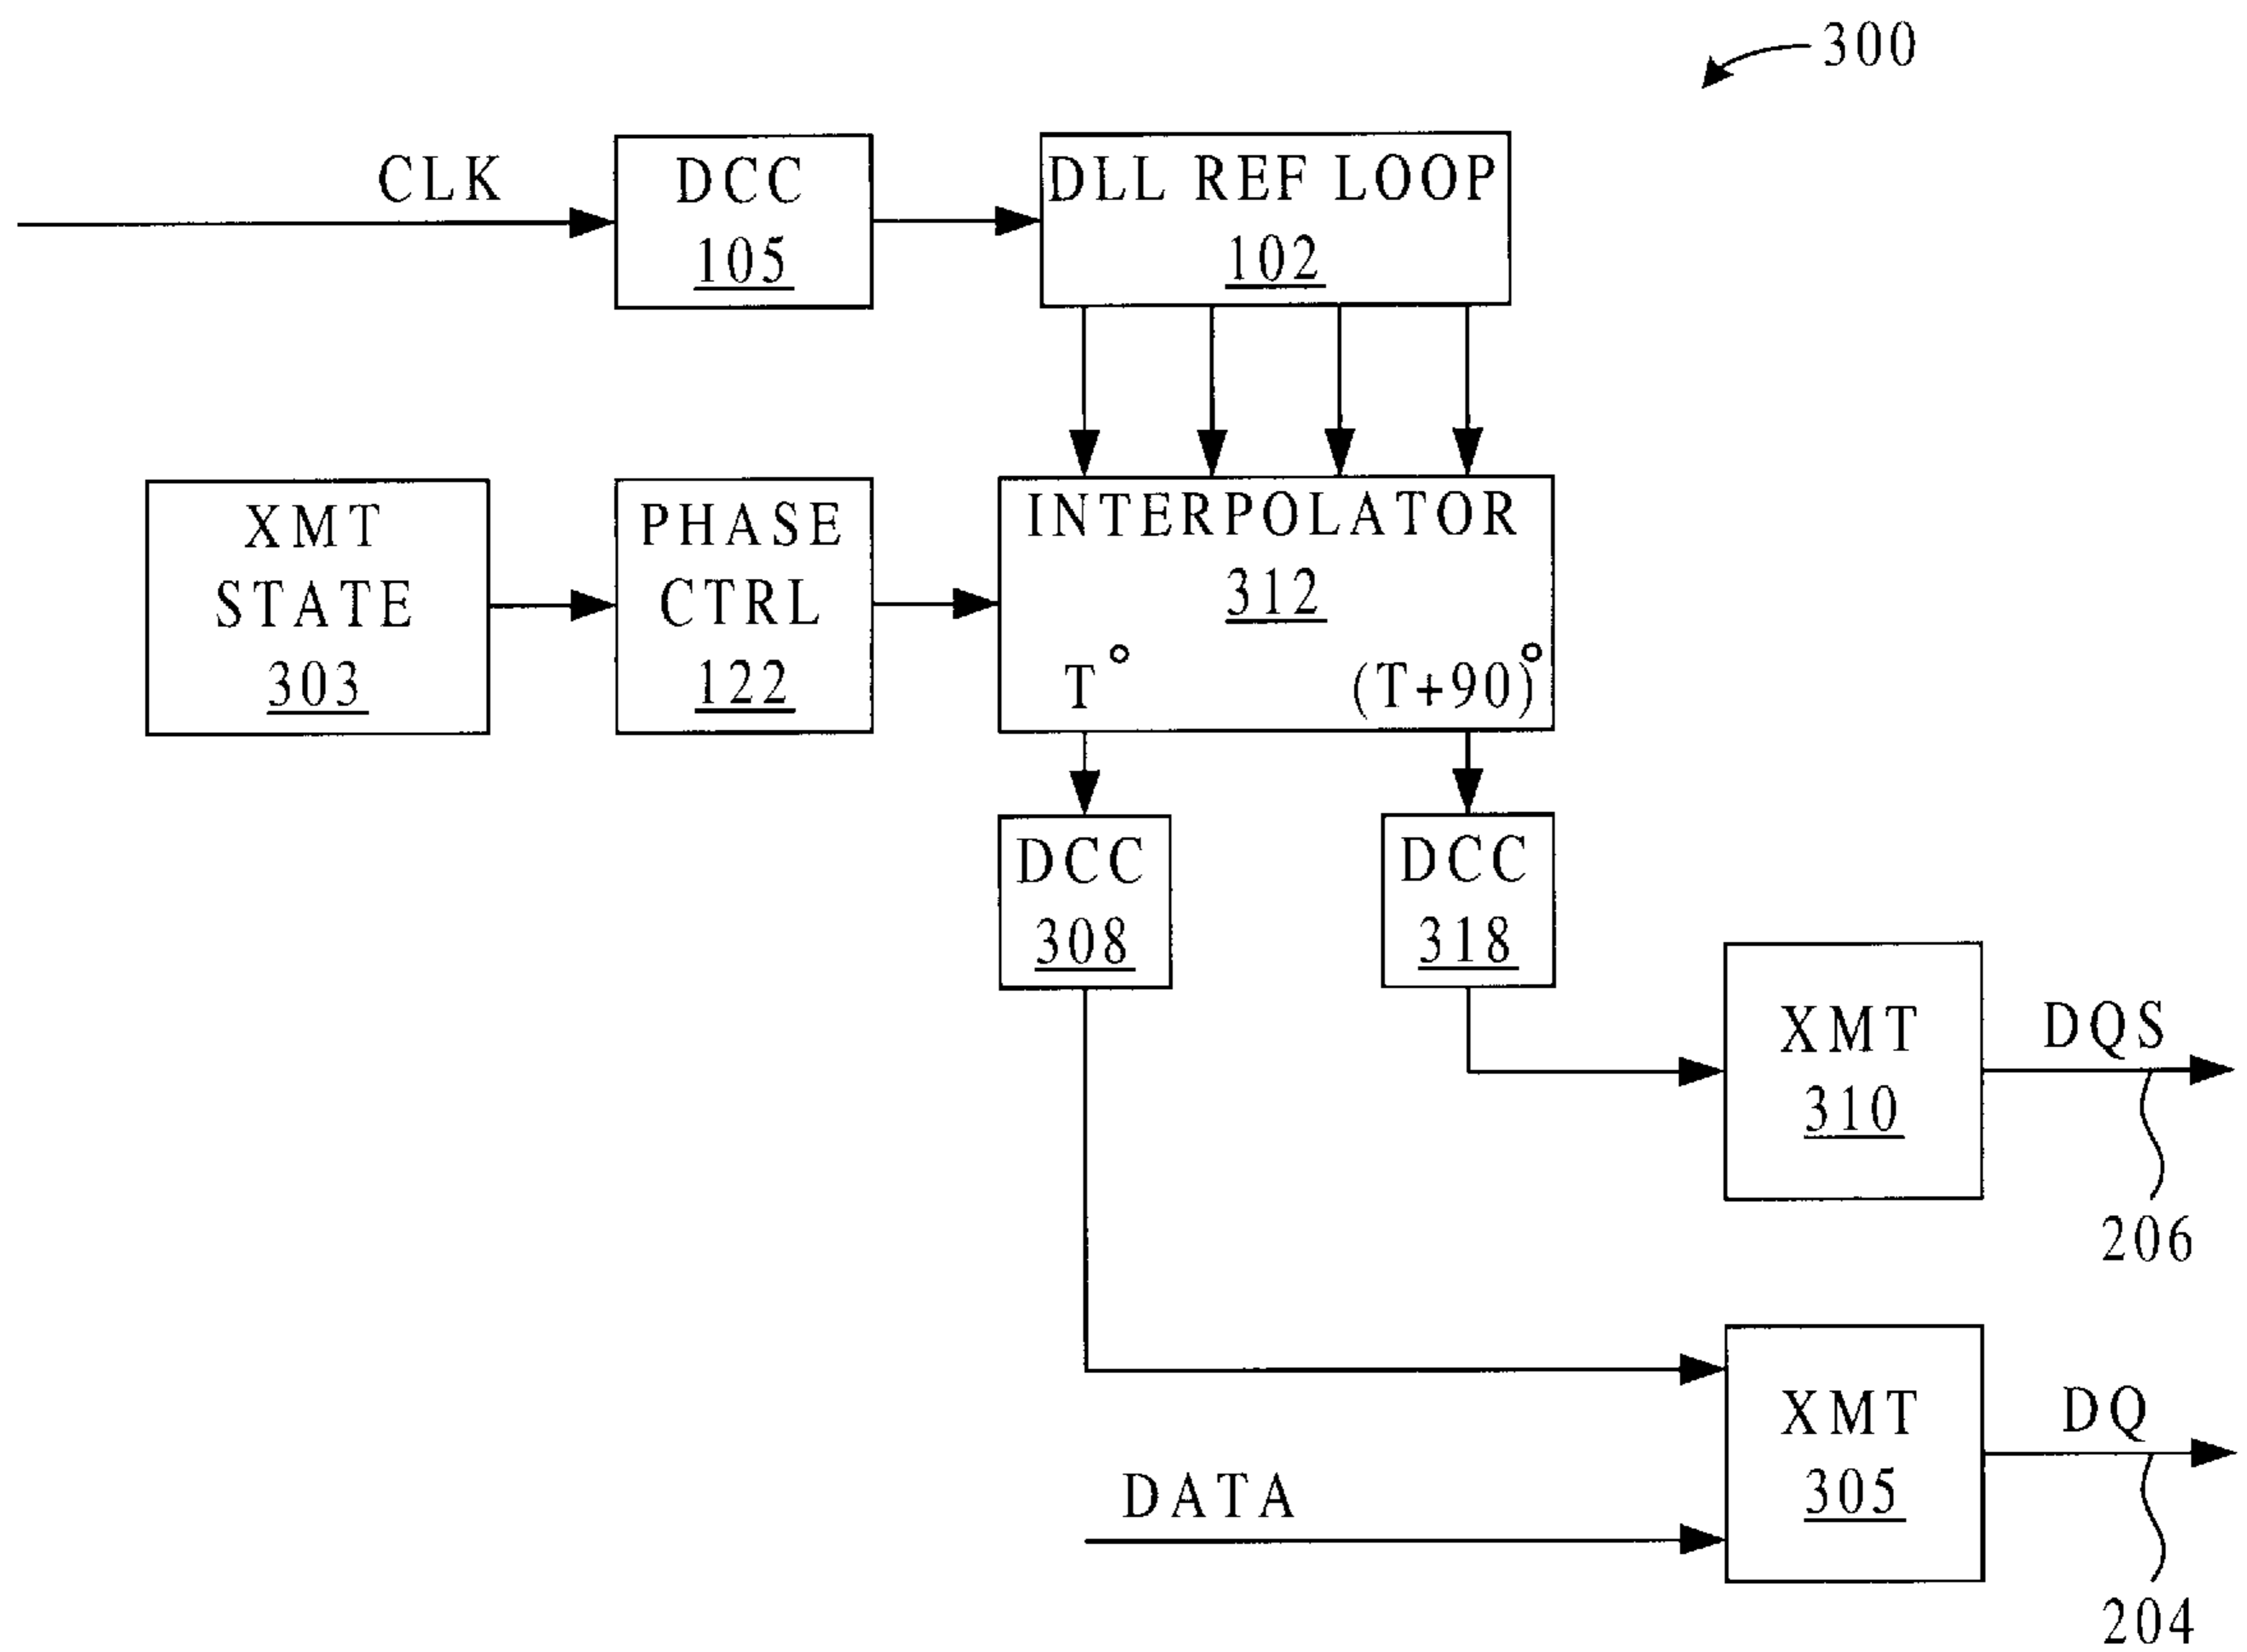 300
CLK
DCC
105
DLL REF LOOP
102
XMT
STATE
303
PHASE
CTRL
122
INTERPOLATOR
312
T° (T+90)°
DCC
308
DCC
318
XMT
310
DQS
206
XMT
305
DQ
204
DATA